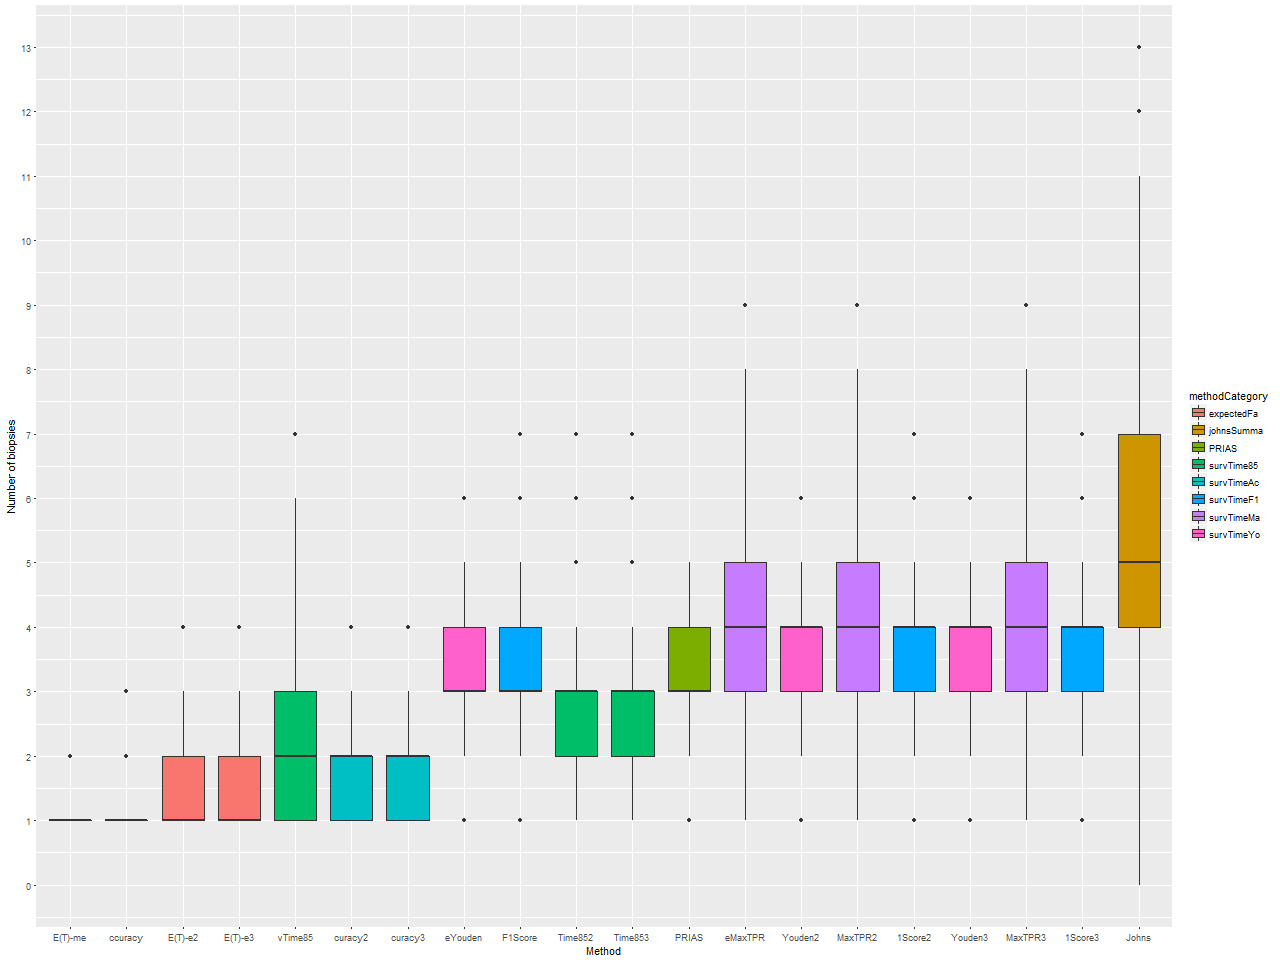 13
12
11
10
9
8
7
6
5
4
3
2
1
0
Number of biopsies
E(T)-me ccuracy E(T)-e2 E(T)-e3 vTime85 curacy2 curacy3 eYouden F1Score Time852 Time853 PRIAS eMaxTPR Youden2 MaxTPR2 1Score2 Youden3 MaxTPR3 1Score3 Johns
Method
methodCategory
expectedFa
johnsSumma
PRIAS
survTime85
survTimeAc
survTimeF1
survTimeMa
survTimeYo